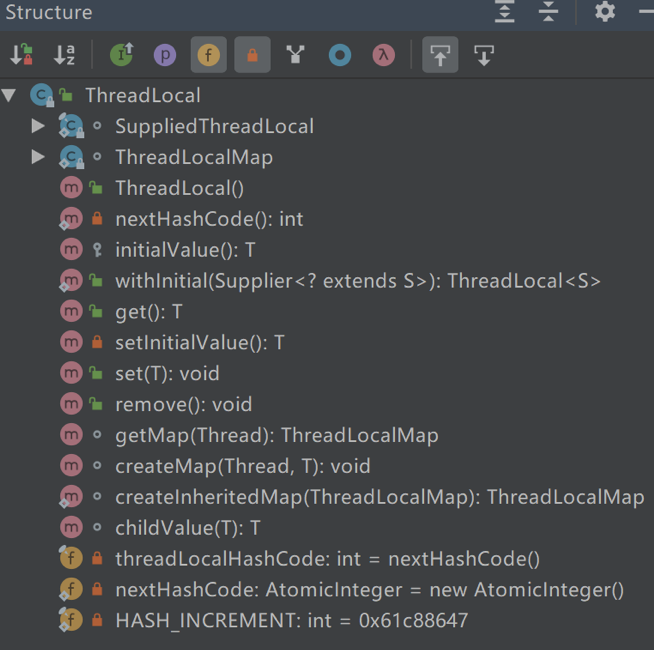 Structure
ThreadLocal
SuppliedThreadLocal
ThreadLocalMap
ThreadLocal()
nextHashCode(): int
initialValue(): T
withInitial(Supplier<? extends S>): ThreadLocal<S>
get(): T
setInitialValue(): T
set(T): void
remove(): void
getMap(Thread): ThreadLocalMap
createMap(Thread, T): void
createInheritedMap(ThreadLocalMap): ThreadLocalMap
childValue(T): T
threadLocalHashCode: int = nextHashCode()
nextHashCode: AtomicInteger = new AtomicInteger()
HASH_INCREMENT: int = 0x61c88647